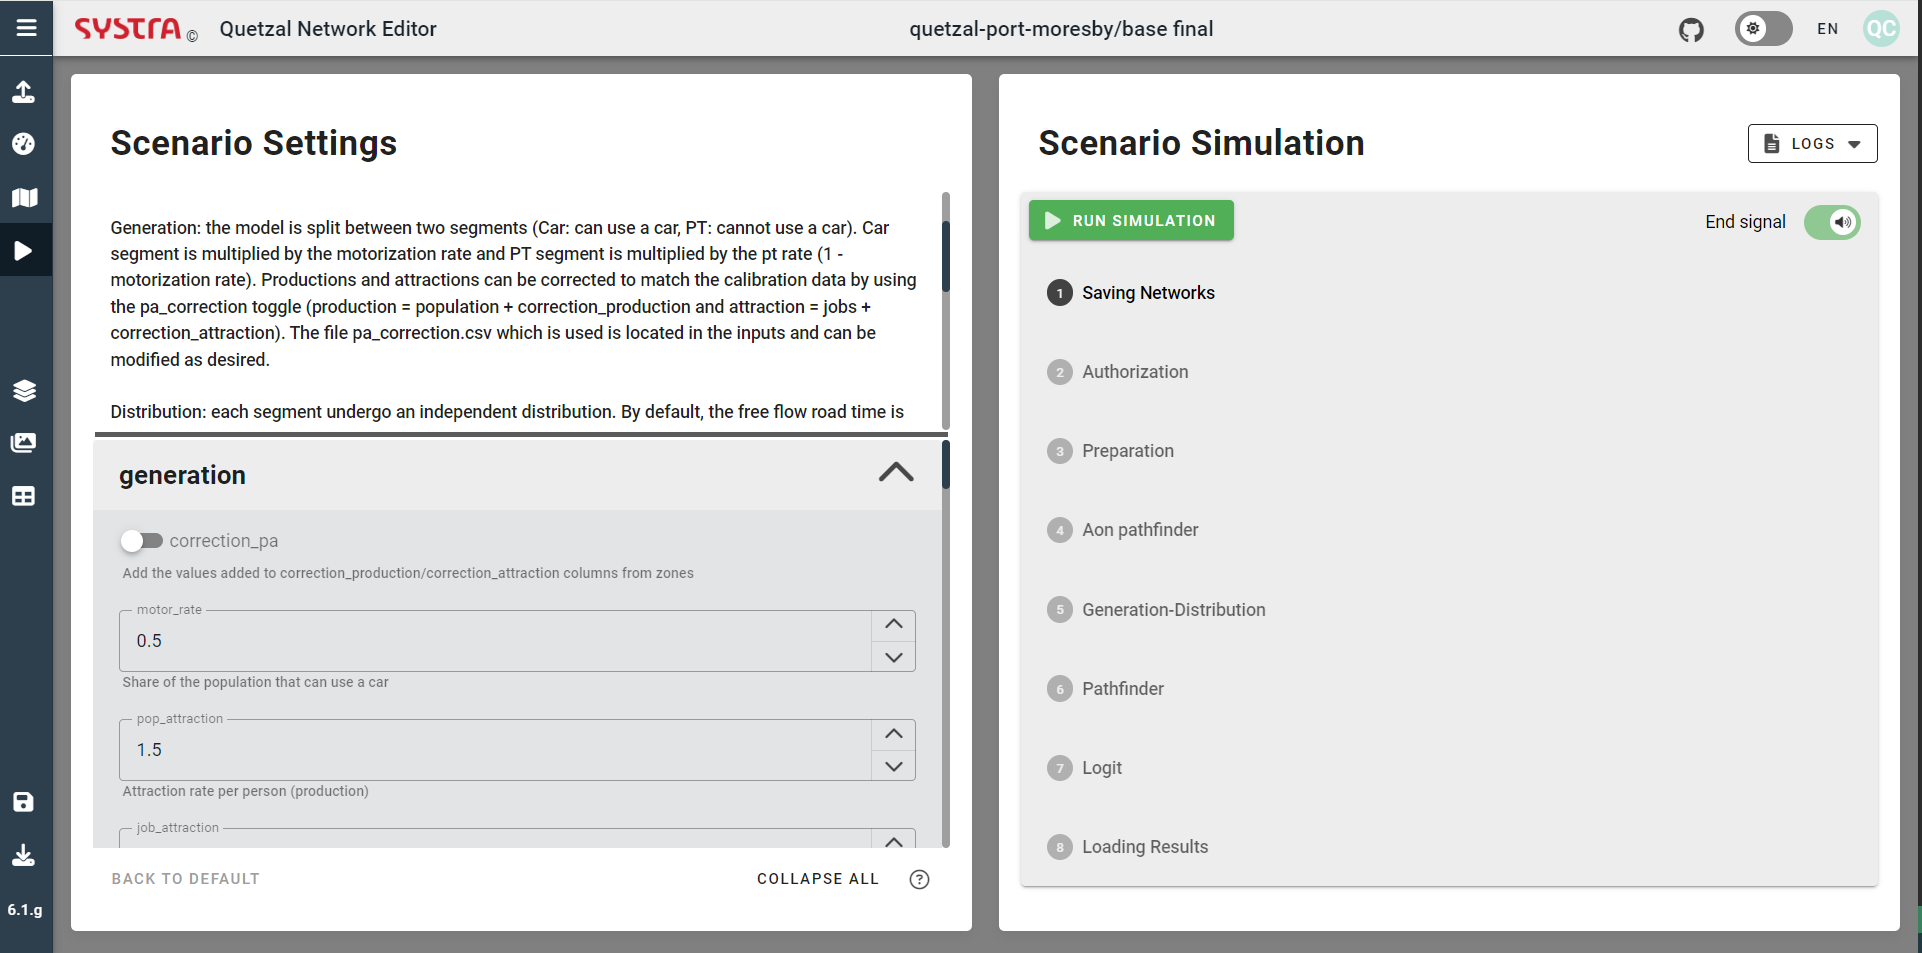 SYSTRA ©
Quetzal Network Editor
quetzal-port-moresby/base final
EN
QC
Scenario Settings
Generation: the model is split between two segments (Car: can use a car, PT: cannot use a car). Car
segment is multiplied by the motorization rate and PT segment is multiplied by the pt rate (1 -
motorization rate). Productions and attractions can be corrected to match the calibration data by using
the pa_correction toggle (production = population + correction_production and attraction = jobs +
correction_attraction). The file pa_correction.csv which is used is located in the inputs and can be
modified as desired.
Distribution: each segment undergo an independent distribution. By default, the free flow road time is
generation
correction_pa
Add the values added to correction_production/correction_attraction columns from zones
motor_rate
0.5
Share of the population that can use a car
pop_attraction
1.5
Attraction rate per person (production)
job_attraction
BACK TO DEFAULT
COLLAPSE ALL
?
6.1.g
Scenario Simulation
LOGS
RUN SIMULATION
End signal
1 Saving Networks
2 Authorization
3 Preparation
4 Aon pathfinder
5 Generation-Distribution
6 Pathfinder
7 Logit
8 Loading Results